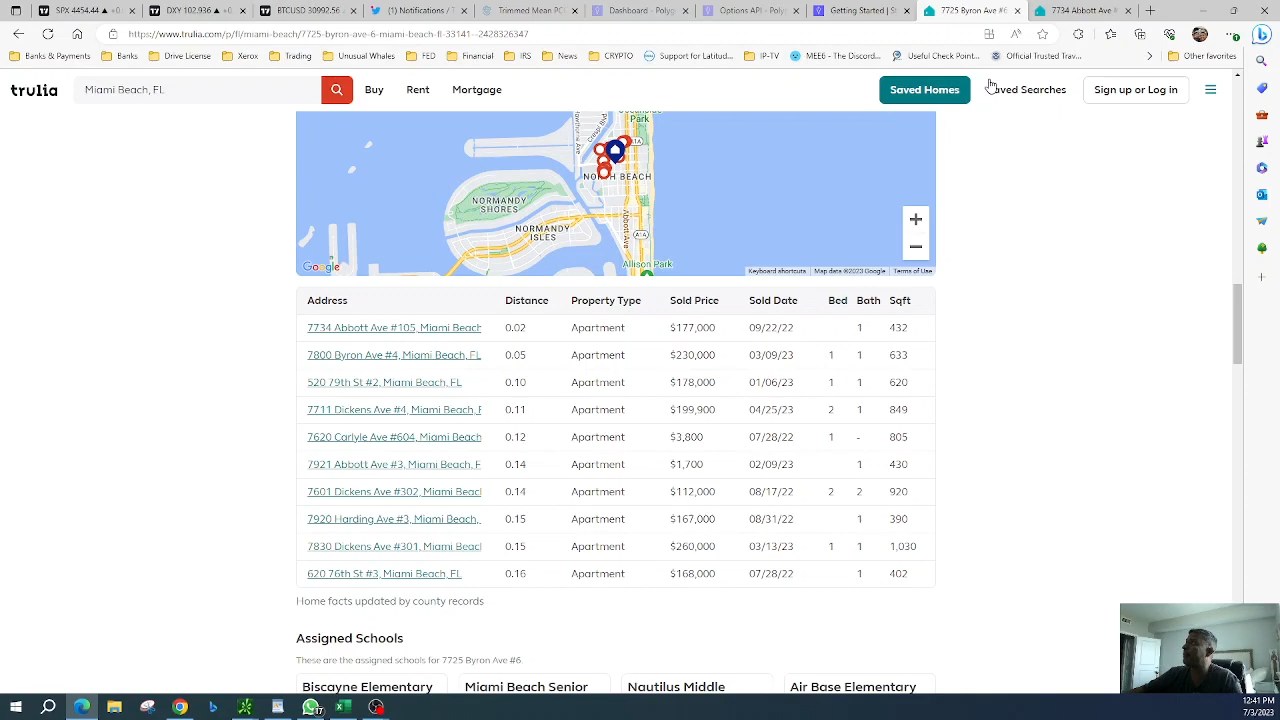 SPX 4454.44 ▲ +0.
DXY 102.936 ▲ +0.
BTCUSD 30992.56
(1) Notifications / T
Trimmed Mean PC
Dashboard - Polyg
Options API - Poly
Getting Started | S
7725 Byron Ave #6
7734 Abbott Ave #
https://www.trulia.com/p/fl/miami-beach/7725-byron-ave-6-miami-beach-fl-33141--2428326347
Banks & Payments
Banks
Drive License
Xerox
Trading
Unusual Whales
FED
Financial
IRS
News
CRYPTO
Support for Latitud...
IP-TV
MEE6 - The Discord...
Useful Check Point...
Official Trusted Trav...
trulia
Miami Beach, FL
Buy
Rent
Mortgage
Saved Homes
Saved Searches
Sign up or Log in
Park
A1A
NORTH BEACH
NORMANDY
SHORES
NORMANDY
ISLES
Abbott Ave
A1A
Allison Park
Google
Keyboard shortcuts
Map data ©2023 Google
Terms of Use
Address Distance Property Type Sold Price Sold Date Bed Bath Sqft
7734 Abbott Ave #105, Miami Beach 0.02 Apartment $177,000 09/22/22 1 432
7800 Byron Ave #4, Miami Beach, FL 0.05 Apartment $230,000 03/09/23 1 1 633
520 79th St #2, Miami Beach, FL 0.10 Apartment $178,000 01/06/23 1 1 620
7711 Dickens Ave #4, Miami Beach, F 0.11 Apartment $199,900 04/25/23 2 1 849
7620 Carlyle Ave #604, Miami Beach 0.12 Apartment $3,800 07/28/22 1 - 805
7921 Abbott Ave #3, Miami Beach, F 0.14 Apartment $1,700 02/09/23 1 430
7601 Dickens Ave #302, Miami Beac 0.14 Apartment $112,000 08/17/22 2 2 920
7920 Harding Ave #3, Miami Beach, 0.15 Apartment $167,000 08/31/22 1 390
7830 Dickens Ave #301, Miami Beac 0.15 Apartment $260,000 03/13/23 1 1 1,030
620 76th St #3, Miami Beach, FL 0.16 Apartment $168,000 07/28/22 1 402
Home facts updated by county records
Assigned Schools
These are the assigned schools for 7725 Byron Ave #6.
Biscayne Elementary
Miami Beach Senior
Nautilus Middle
Air Base Elementary
12:41 PM
7/3/2023